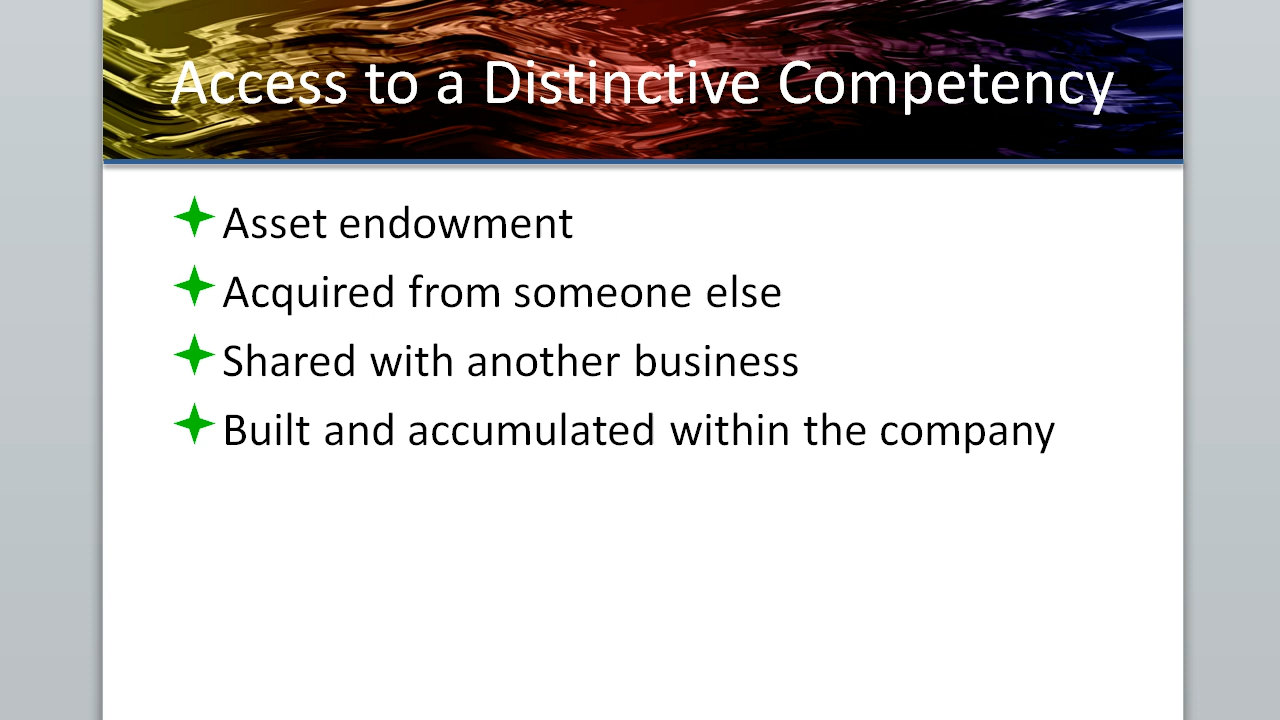 Access to a Distinctive Competency
Asset endowment
Acquired from someone else
Shared with another business
Built and accumulated within the company